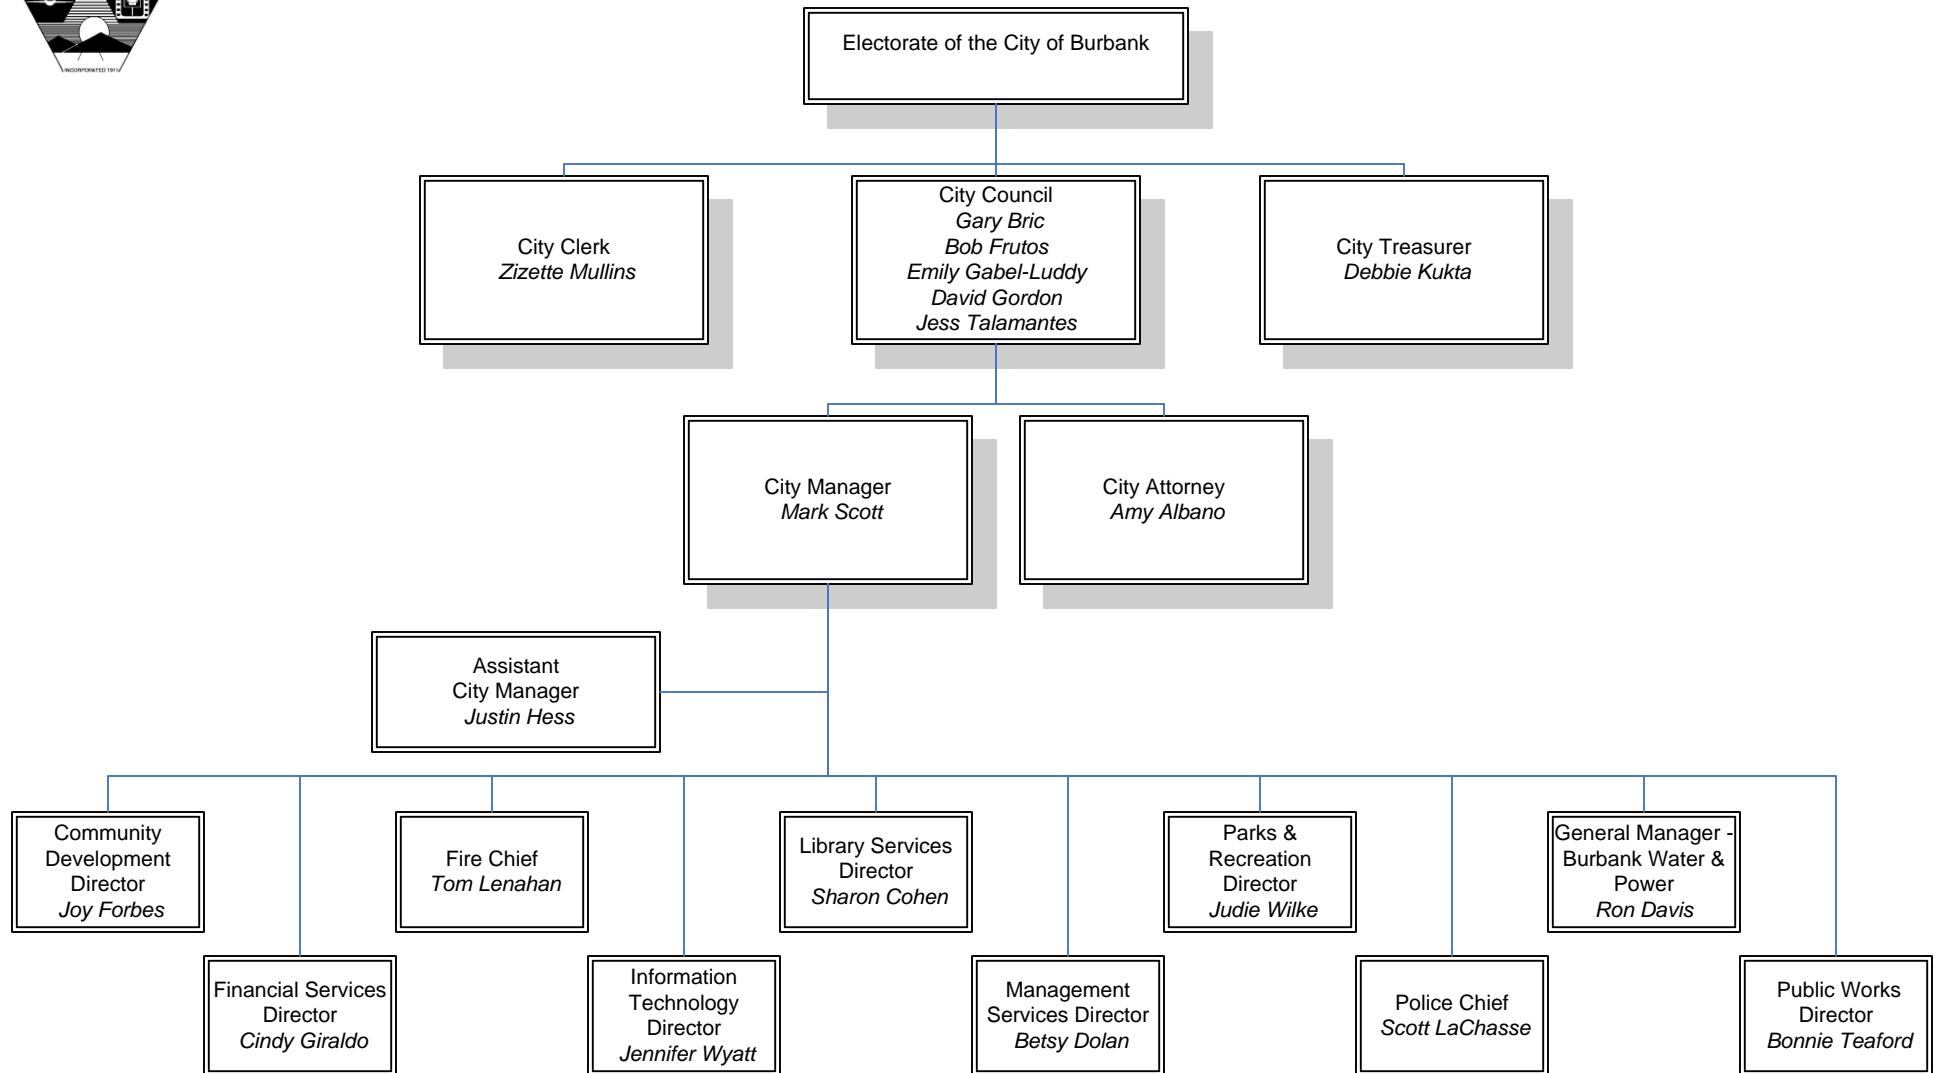 INCORPORATED 1911
Electorate of the City of Burbank
City Clerk
Zizette Mullins
City Council
Gary Bric
Bob Frutos
Emily Gabel-Luddy
David Gordon
Jess Talamantes
City Treasurer
Debbie Kukta
City Manager
Mark Scott
City Attorney
Amy Albano
Assistant
City Manager
Justin Hess
Community
Development
Director
Joy Forbes
Fire Chief
Tom Lenahan
Library Services
Director
Sharon Cohen
Parks &
Recreation
Director
Judie Wilke
General Manager -
Burbank Water &
Power
Ron Davis
Financial Services
Director
Cindy Giraldo
Information
Technology
Director
Jennifer Wyatt
Management
Services Director
Betsy Dolan
Police Chief
Scott LaChasse
Public Works
Director
Bonnie Teaford